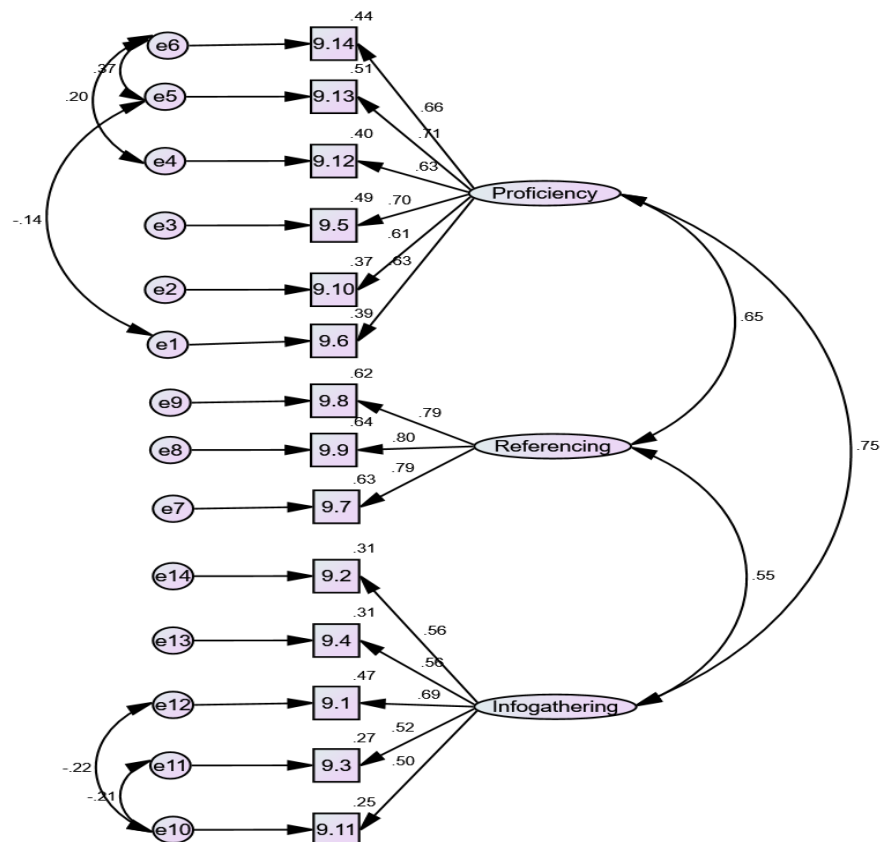 .44
e6 9.14
.37 .51
.20 e5 9.13 .66
.71
.40
e4 9.12 .63
Proficiency
.49 .70
-.14 e3 9.5
.61
.37 .63
e2 9.10
.65
.39
e1 9.6
.62
e9 9.8 .79
.64
e8 9.9 .80 Referencing .75
.79
.63
e7 9.7
.31
e14 9.2 .55
.56
.31
e13 9.4 .56
.47
e12 9.1 .69 Infogathering
.52
.27
-.22 e11 9.3 .50
-.21
.25
e10 9.11